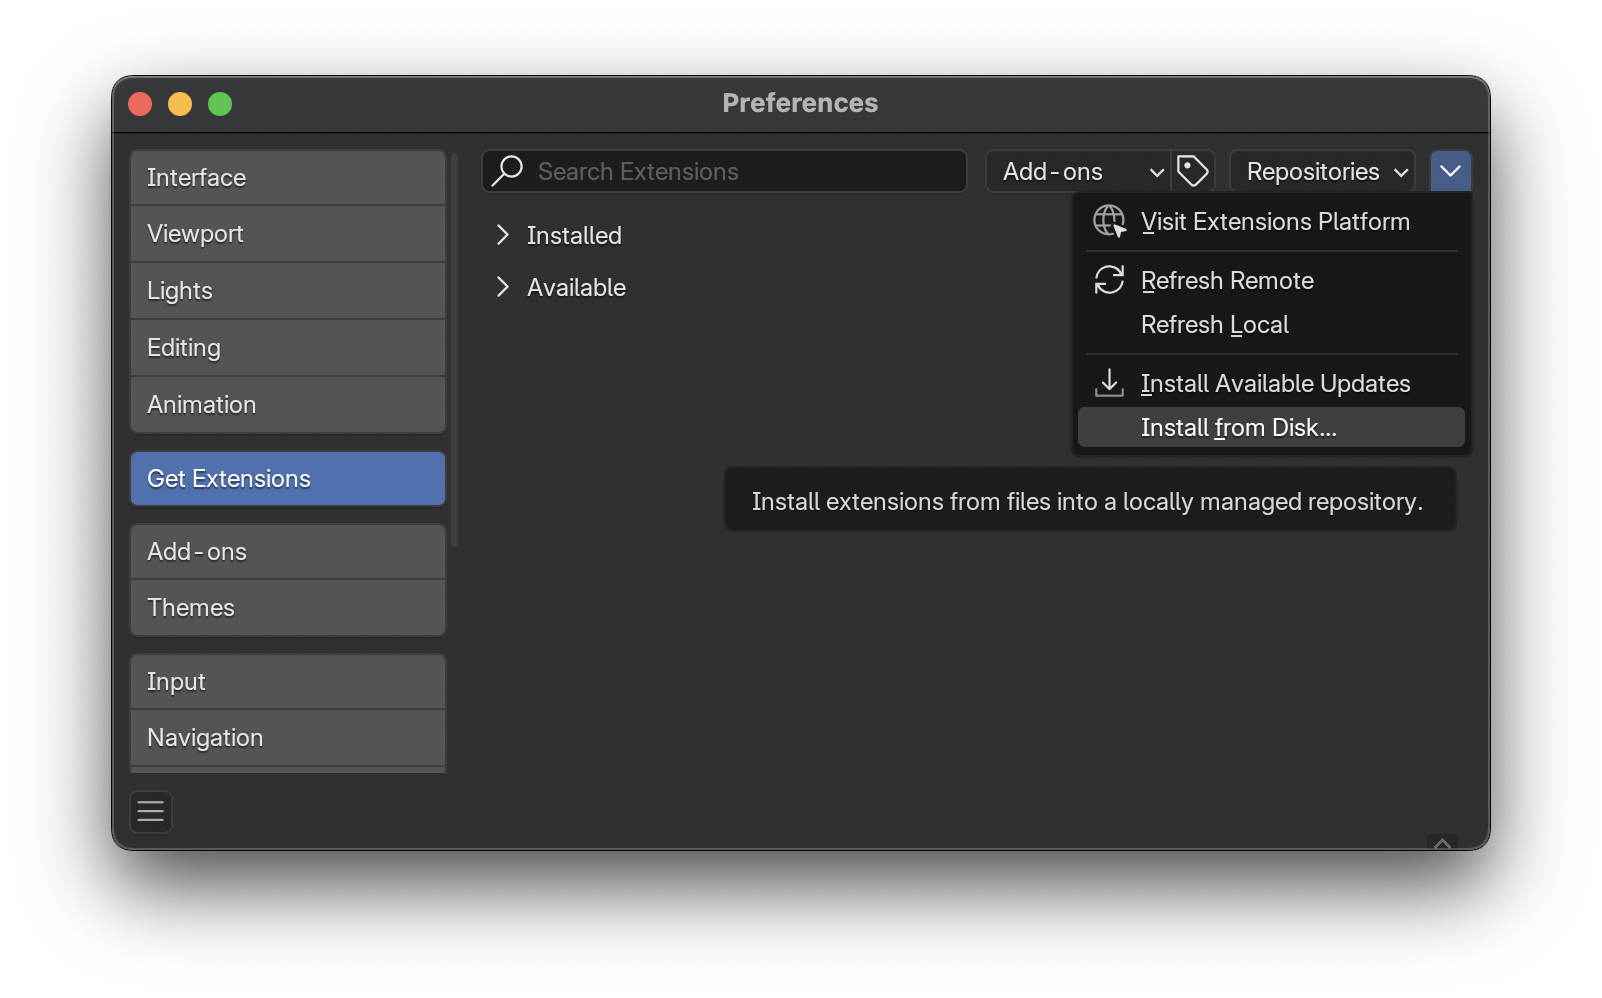 Preferences
Interface
Viewport
Lights
Editing
Animation
Get Extensions
Add-ons
Themes
Input
Navigation
Search Extensions
Add-ons
Repositories
Installed
Available
Visit Extensions Platform
Refresh Remote
Refresh Local
Install Available Updates
Install from Disk...
Install extensions from files into a locally managed repository.